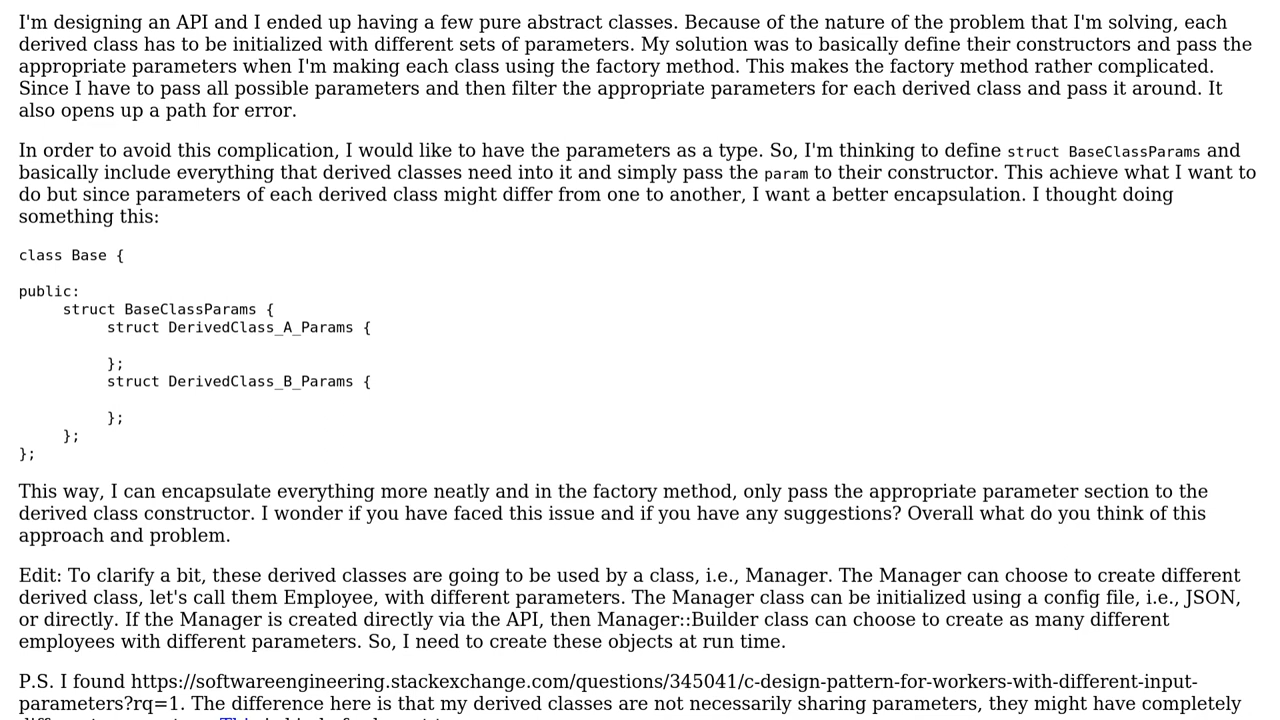 I'm designing an API and I ended up having a few pure abstract classes. Because of the nature of the problem that I'm solving, each
derived class has to be initialized with different sets of parameters. My solution was to basically define their constructors and pass the
appropriate parameters when I'm making each class using the factory method. This makes the factory method rather complicated.
Since I have to pass all possible parameters and then filter the appropriate parameters for each derived class and pass it around. It
also opens up a path for error.
In order to avoid this complication, I would like to have the parameters as a type. So, I'm thinking to define struct BaseClassParams and
basically include everything that derived classes need into it and simply pass the param to their constructor. This achieve what I want to
do but since parameters of each derived class might differ from one to another, I want a better encapsulation. I thought doing
something this:
class Base {
public:
struct BaseClassParams {
struct DerivedClass_A_Params {
};
struct DerivedClass_B_Params {
};
};
};
This way, I can encapsulate everything more neatly and in the factory method, only pass the appropriate parameter section to the
derived class constructor. I wonder if you have faced this issue and if you have any suggestions? Overall what do you think of this
approach and problem.
Edit: To clarify a bit, these derived classes are going to be used by a class, i.e., Manager. The Manager can choose to create different
derived class, let's call them Employee, with different parameters. The Manager class can be initialized using a config file, i.e., JSON,
or directly. If the Manager is created directly via the API, then Manager::Builder class can choose to create as many different
employees with different parameters. So, I need to create these objects at run time.
P.S. I found https://softwareengineering.stackexchange.com/questions/345041/c-design-pattern-for-workers-with-different-input-
parameters?rq=1. The difference here is that my derived classes are not necessarily sharing parameters, they might have completely